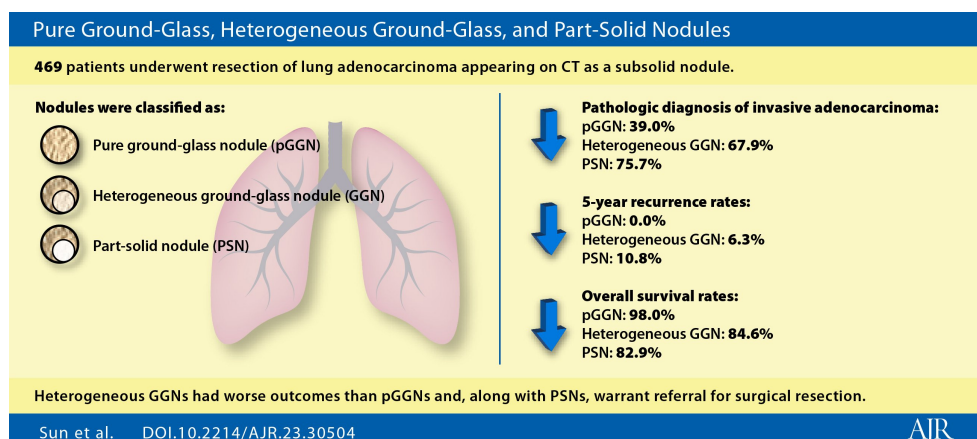 Pure Ground-Glass, Heterogeneous Ground-Glass, and Part-Solid Nodules
469 patients underwent resection of lung adenocarcinoma appearing on CT as a subsolid nodule.
Nodules were classified as:
Pure ground-glass nodule (pGGN)
Heterogeneous ground-glass nodule (GGN)
Part-solid nodule (PSN)
Pathologic diagnosis of invasive adenocarcinoma:
pGGN: 39.0%
Heterogeneous GGN: 67.9%
PSN: 75.7%
5-year recurrence rates:
pGGN: 0.0%
Heterogeneous GGN: 6.3%
PSN: 10.8%
Overall survival rates:
pGGN: 98.0%
Heterogeneous GGN: 84.6%
PSN: 82.9%
Heterogeneous GGNs had worse outcomes than pGGNs and, along with PSNs, warrant referral for surgical resection.
Sun et al. DOI.10.2214/AJR.23.30504
AJR